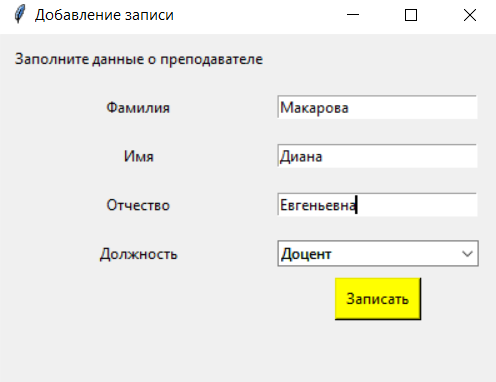 Добавление записи
Заполните данные о преподавателе
Фамилия Макарова
Имя Диана
Отчество Евгеньевна
Должность Доцент
Записать